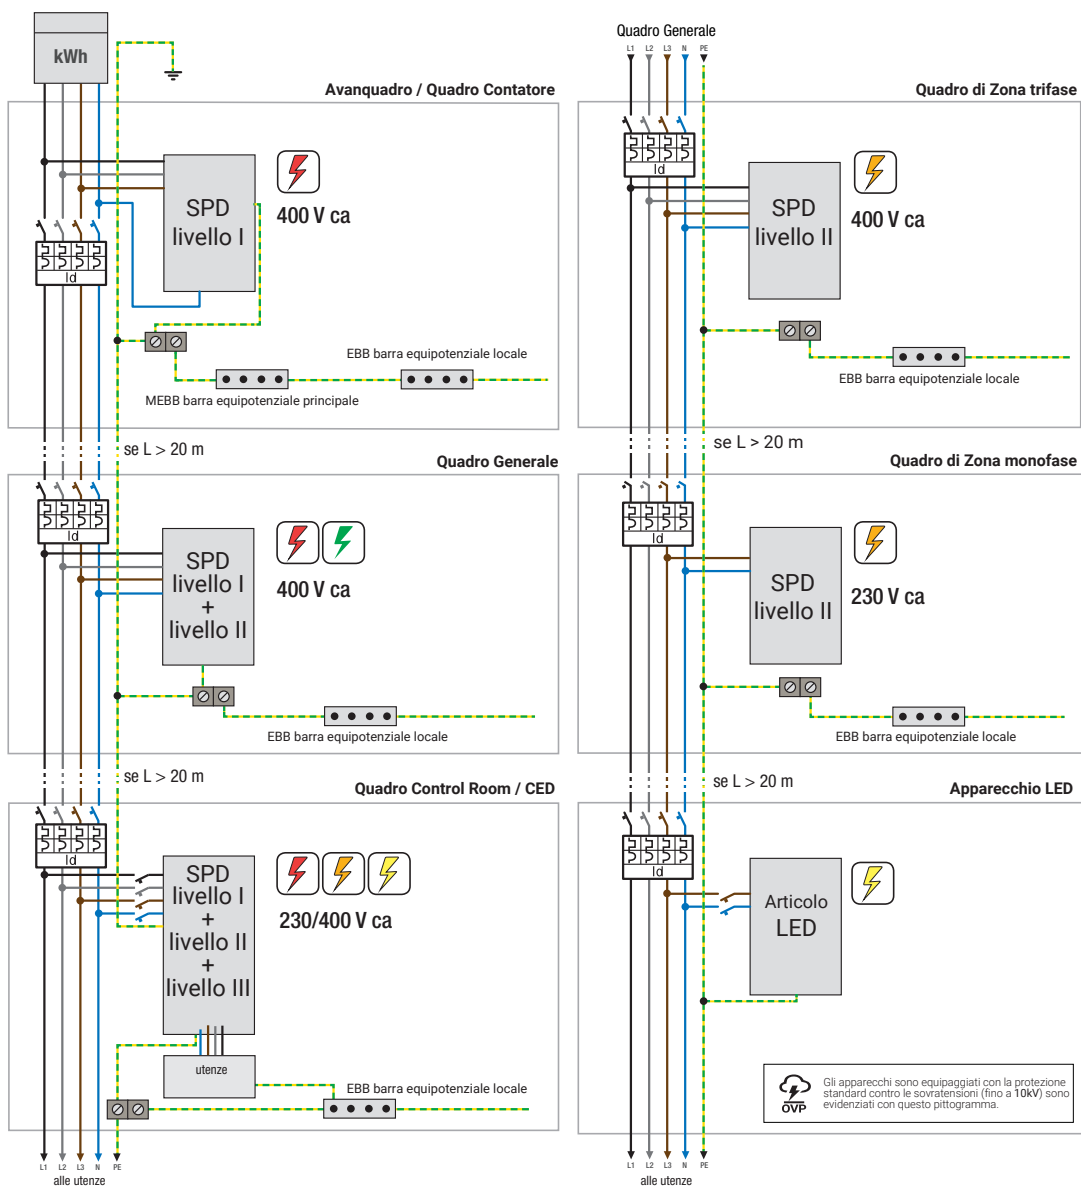 kWh
Avanquadro / Quadro Contatore
SPD
livello I
400 V ca
Id
EBB barra equipotenziale locale
MEBB barra equipotenziale principale
se L > 20 m
Quadro Generale
Id
SPD
livello I
+
livello II
400 V ca
EBB barra equipotenziale locale
se L > 20 m
Quadro Control Room / CED
Id
SPD
livello I
+
livello II
+
livello III
230/400 V ca
utenze
EBB barra equipotenziale locale
L1 L2 L3 N PE
alle utenze
Quadro Generale
L1 L2 L3 N PE
Quadro di Zona trifase
Id
SPD
livello II
400 V ca
EBB barra equipotenziale locale
se L > 20 m
Quadro di Zona monofase
Id
SPD
livello II
230 V ca
EBB barra equipotenziale locale
se L > 20 m
Apparecchio LED
Id
Articolo
LED
OVP
Gli apparecchi sono equipaggiati con la protezione
standard contro le sovratensioni (fino a 10kV) sono
evidenziati con questo pittogramma.
L1 L2 L3 N PE
alle utenze